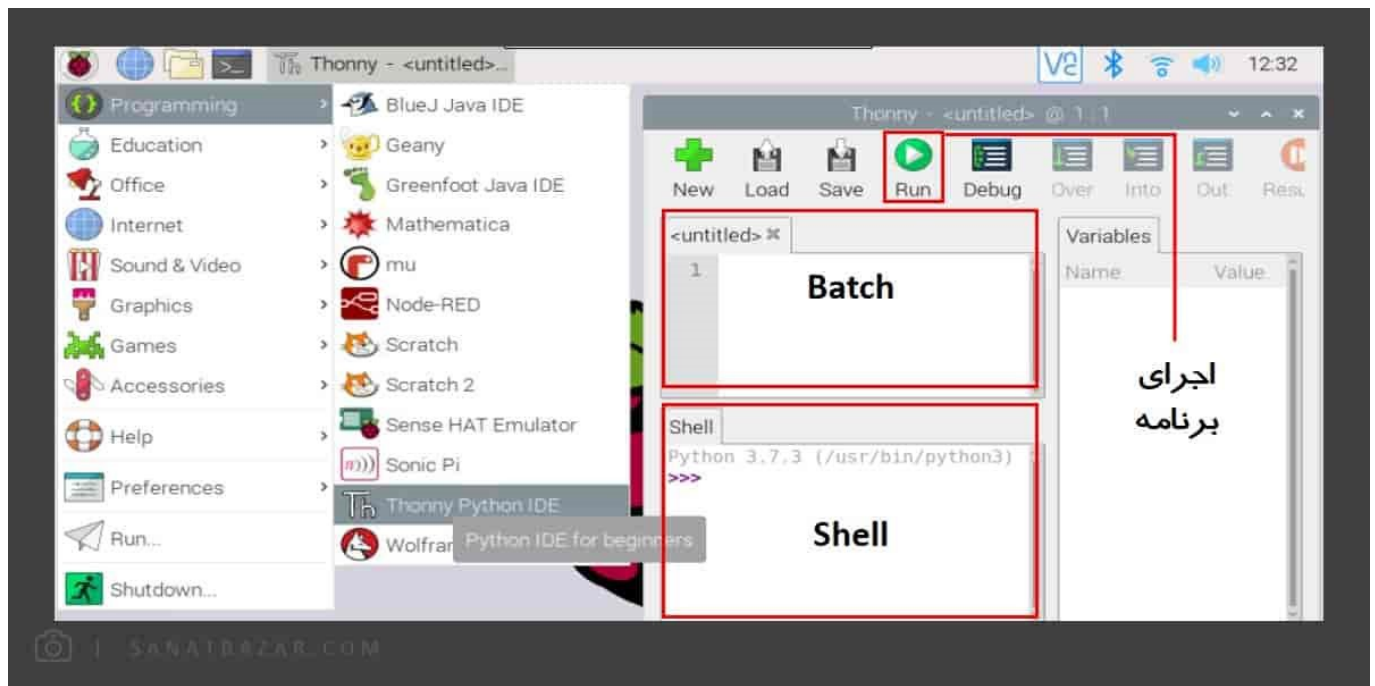 Thonny - <untitled>...
12:32
Programming
Education
Office
Internet
Sound & Video
Graphics
Games
Accessories
Help
Preferences
Run...
Shutdown...
BlueJ Java IDE
Geany
Greenfoot Java IDE
Mathematica
mu
Node-RED
Scratch
Scratch 2
Sense HAT Emulator
Sonic Pi
Thonny Python IDE
Wolfram
Python IDE for beginners
Thonny - <untitled> @ 1 : 1
New Load Save Run Debug Over Into Out Resu
<untitled>
1
Batch
Variables
Name Value
اجرای
برنامه
Shell
Python 3.7.3 (/usr/bin/python3)
>>>
Shell
SANATBAZAR.COM